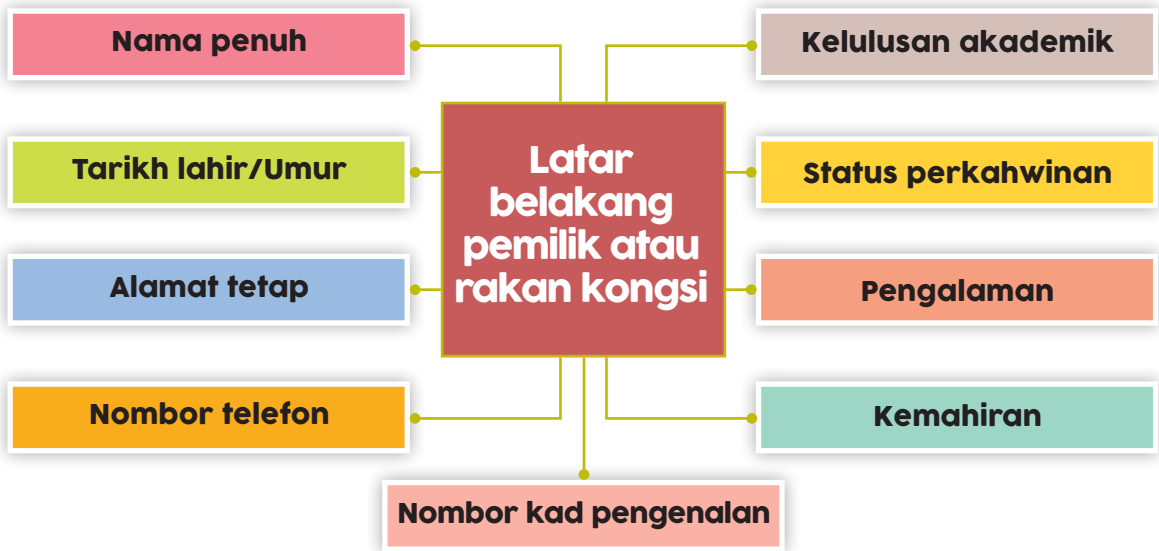 Nama penuh
Kelulusan akademik
Tarikh lahir/Umur
Latar
belakang
pemilik atau
rakan kongsi
Status perkahwinan
Alamat tetap
Pengalaman
Nombor telefon
Kemahiran
Nombor kad pengenalan